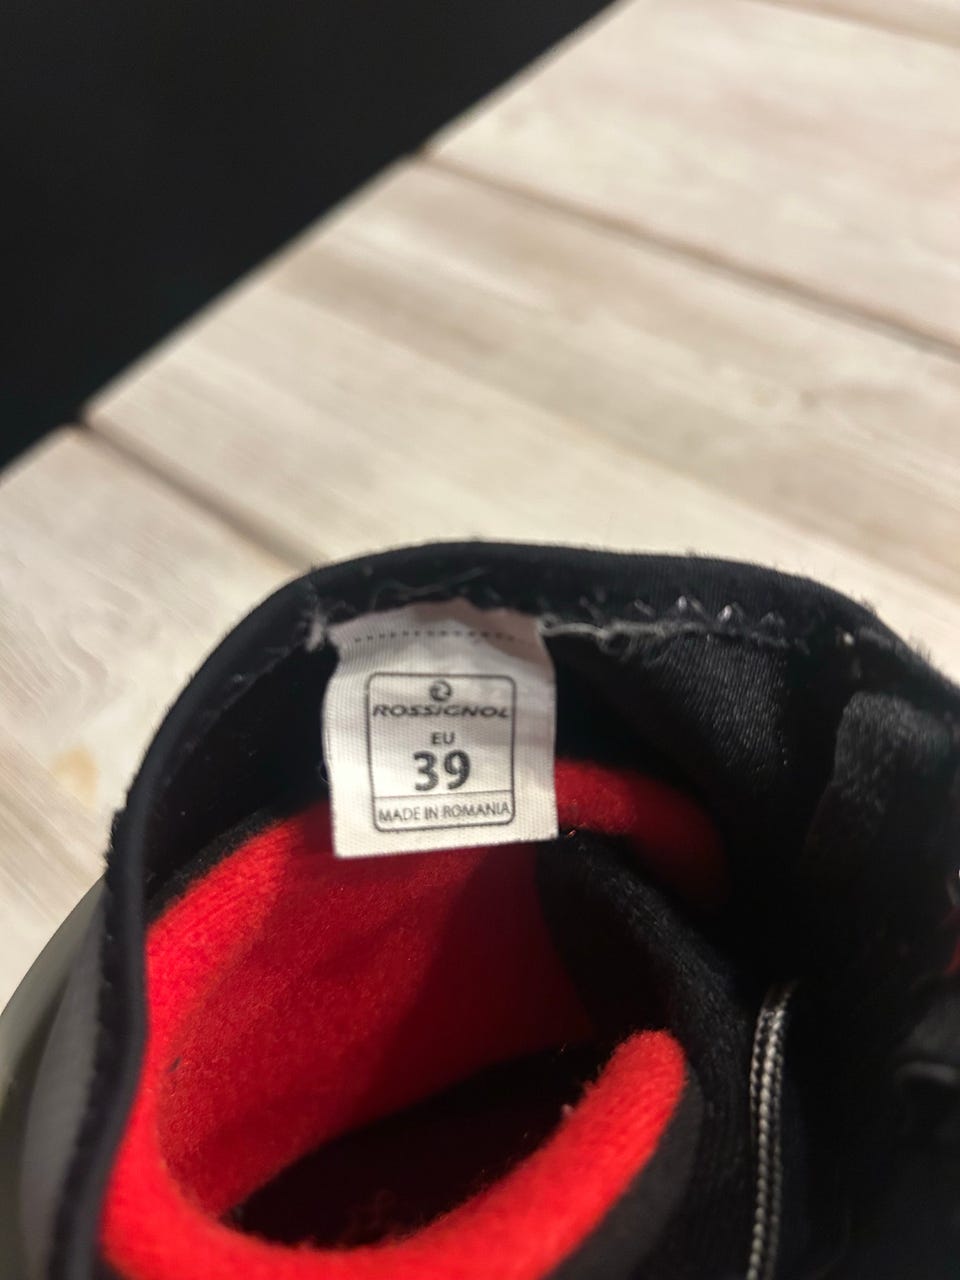 ROSSIGNOL
EU
39
MADE IN ROMANIA